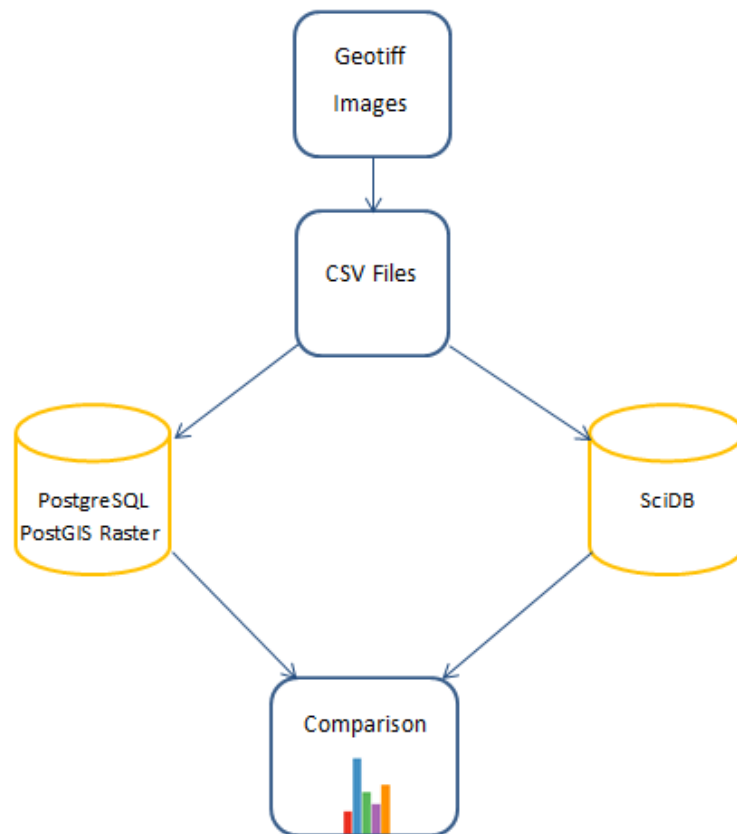 Geotiff
Images
CSV Files
PostgreSQL
PostGIS Raster
SciDB
Comparison